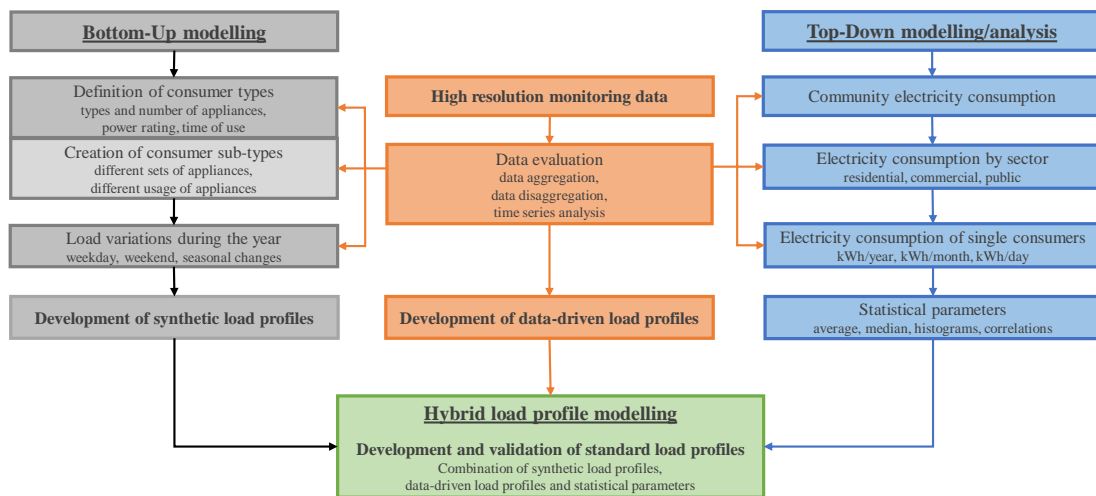 Bottom-Up modelling
Definition of consumer types
types and number of appliances,
power rating, time of use
Creation of consumer sub-types
different sets of appliances,
different usage of appliances
Load variations during the year
weekday, weekend, seasonal changes
Development of synthetic load profiles
High resolution monitoring data
Data evaluation
data aggregation,
data disaggregation,
time series analysis
Development of data-driven load profiles
Top-Down modelling/analysis
Community electricity consumption
Electricity consumption by sector
residential, commercial, public
Electricity consumption of single consumers
kWh/year, kWh/month, kWh/day
Statistical parameters
average, median, histograms, correlations
Hybrid load profile modelling
Development and validation of standard load profiles
Combination of synthetic load profiles,
data-driven load profiles and statistical parameters